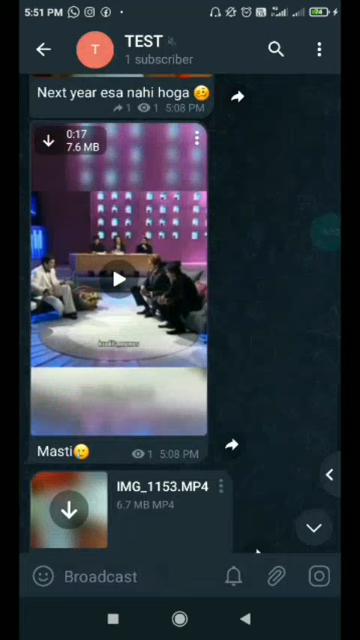 5:51 PM
T
TEST
1 subscriber
Next year esa nahi hoga 🥴
1 1 5:08 PM
0:17
7.6 MB
Masti🥲
1 5:08 PM
IMG_1153.MP4
6.7 MB MP4
Broadcast